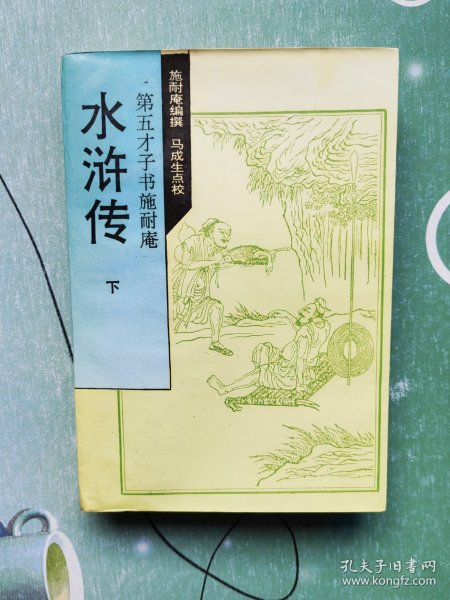 施耐庵编撰 马成生点校
第五才子书施耐庵
水浒传
下
孔夫子旧书网
www.kongfz.com